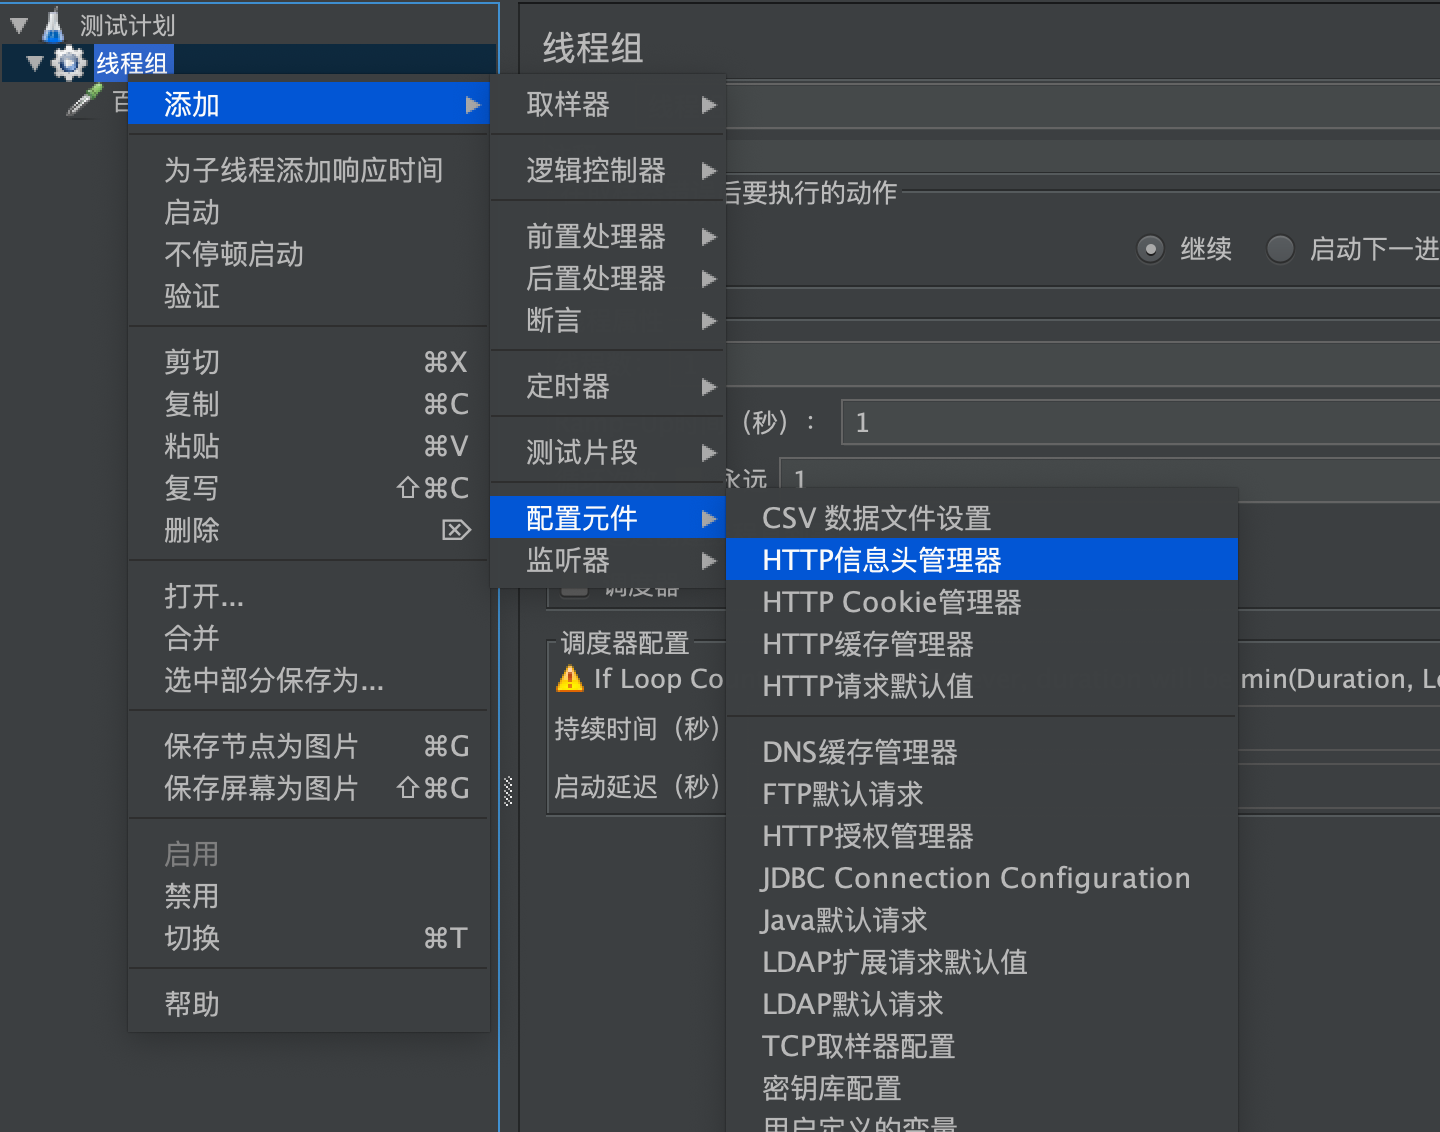 测试计划
线程组
百
添加
为子线程添加响应时间
启动
不停顿启动
验证
剪切 ⌘X
复制 ⌘C
粘贴 ⌘V
复写 ⇧⌘C
删除 ⌦
打开...
合并
选中部分保存为...
保存节点为图片 ⌘G
保存屏幕为图片 ⇧⌘G
启用
禁用
切换 ⌘T
帮助
取样器
逻辑控制器
前置处理器
后置处理器
断言
定时器
测试片段
配置元件
监听器
CSV 数据文件设置
HTTP信息头管理器
HTTP Cookie管理器
HTTP缓存管理器
HTTP请求默认值
DNS缓存管理器
FTP默认请求
HTTP授权管理器
JDBC Connection Configuration
Java默认请求
LDAP扩展请求默认值
LDAP默认请求
TCP取样器配置
密钥库配置
用户定义的变量
线程组
后要执行的动作
继续 启动下一进
（秒）： 1
永远 1
调度器
调度器配置
If Loop Co min(Duration, L
持续时间（秒）
启动延迟（秒）